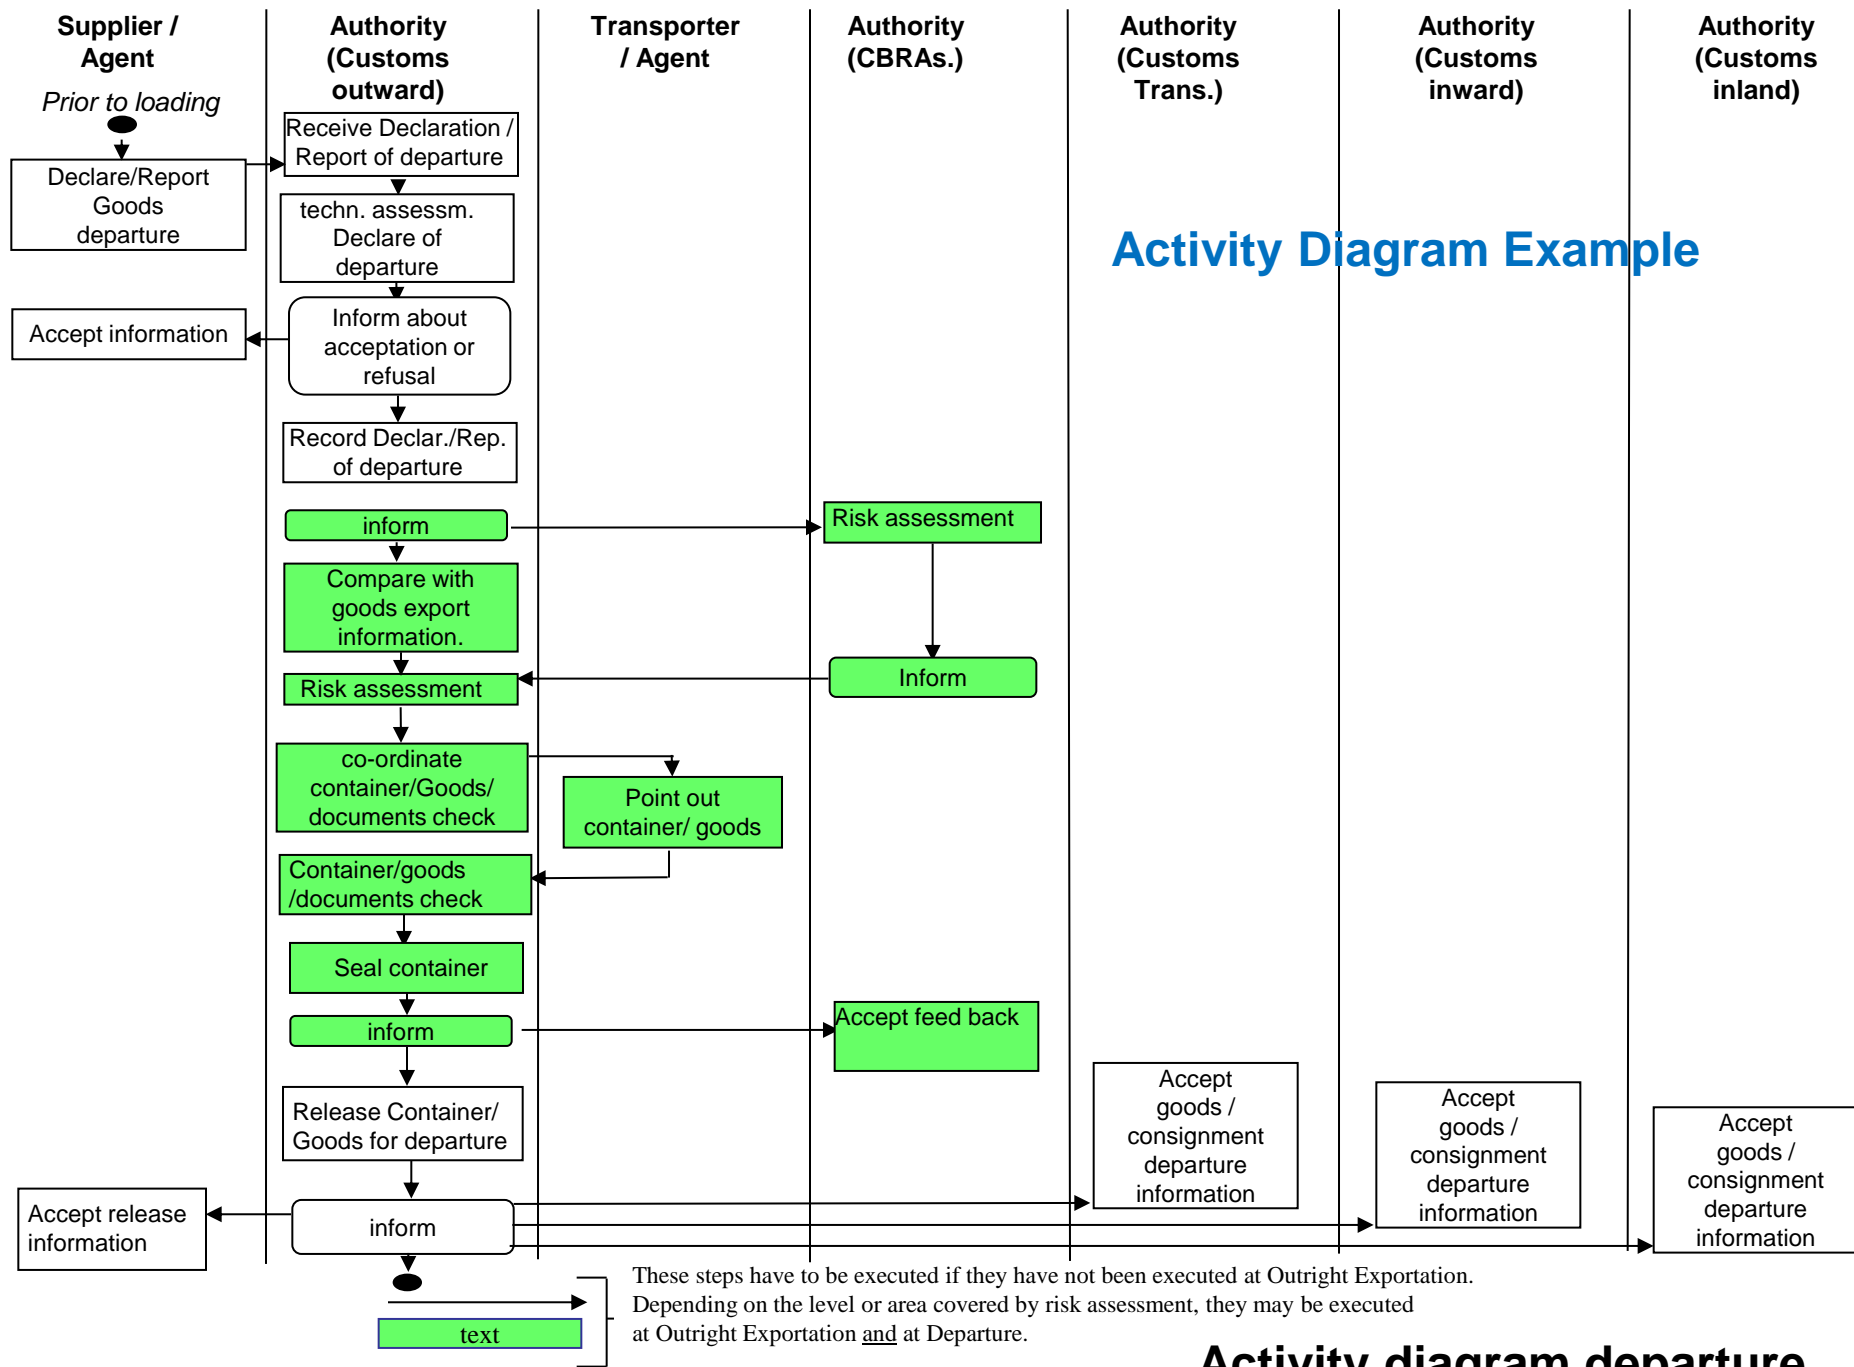 Supplier /
Agent
Authority
(Customs
outward)
Transporter
/ Agent
Authority
(CBRAs.)
Authority
(Customs
Trans.)
Authority
(Customs
inward)
Authority
(Customs
inland)
Prior to loading
Declare/Report
Goods
departure
Receive Declaration /
Report of departure
techn. assessm.
Declare of
departure
Activity Diagram Example
Accept information
Inform about
acceptation or
refusal
Record Declar./Rep.
of departure
inform
Risk assessment
Compare with
goods export
information.
Risk assessment
Inform
co-ordinate
container/Goods/
documents check
Point out
container/ goods
Container/goods
/documents check
Seal container
inform
Accept feed back
Release Container/
Goods for departure
Accept
goods /
consignment
departure
information
Accept
goods /
consignment
departure
information
Accept
goods /
consignment
departure
information
Accept release
information
inform
text
These steps have to be executed if they have not been executed at Outright Exportation.
Depending on the level or area covered by risk assessment, they may be executed
at Outright Exportation and at Departure.
Activity diagram departure